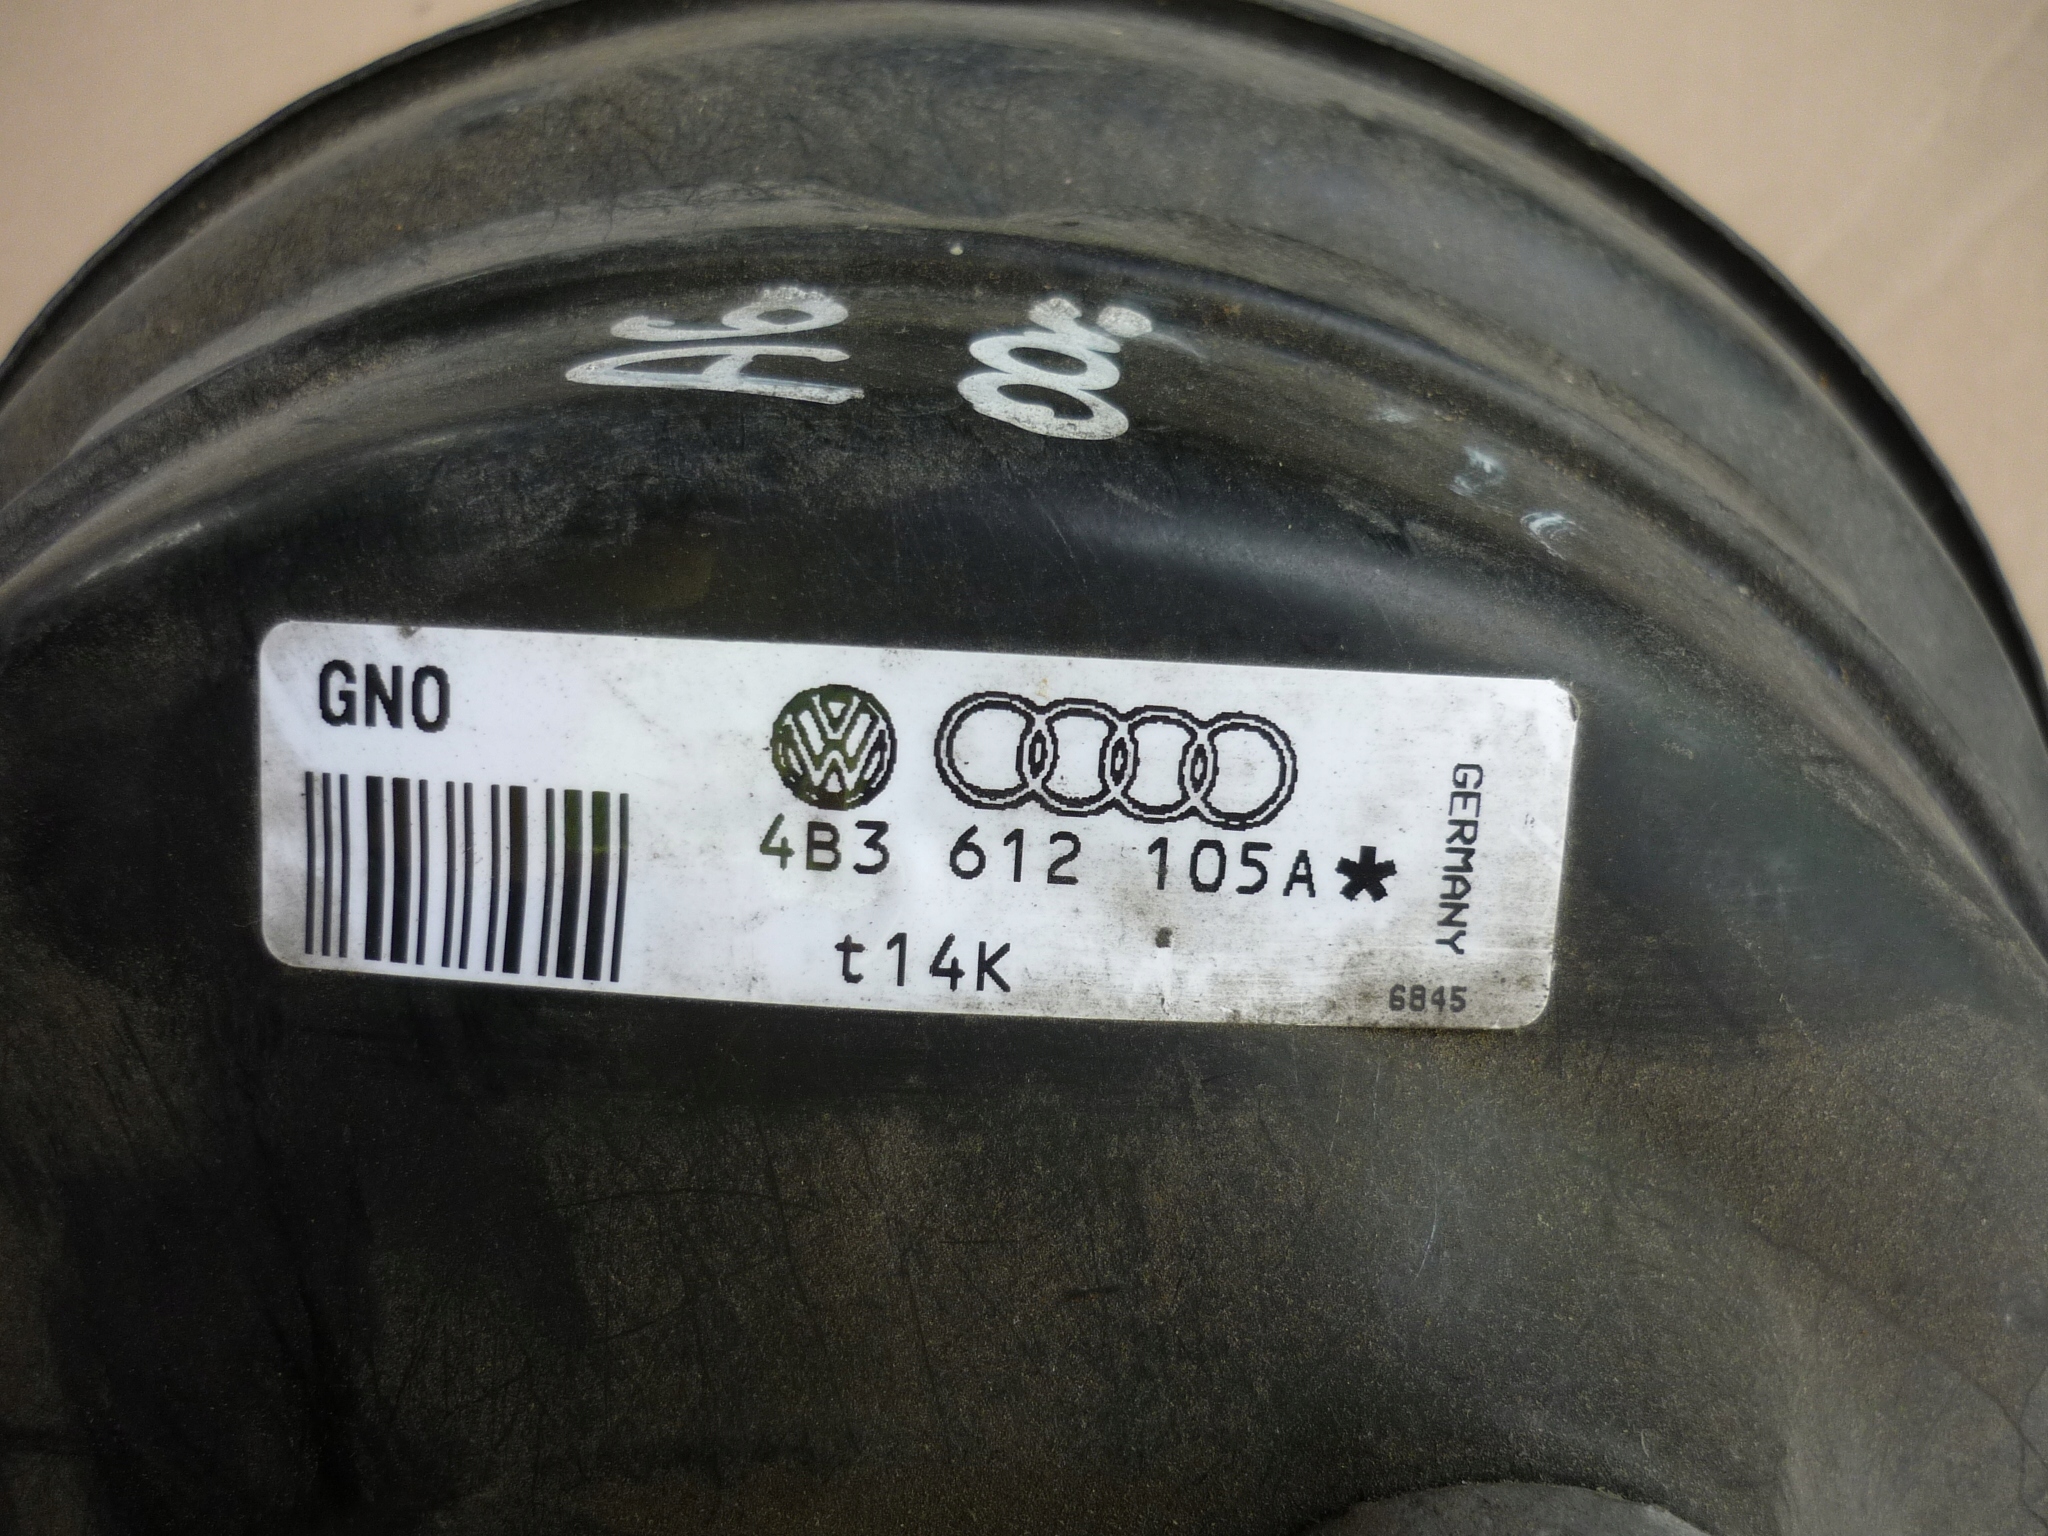 A6
GNO
4B3 612 105A*
t14K
GERMANY
6845